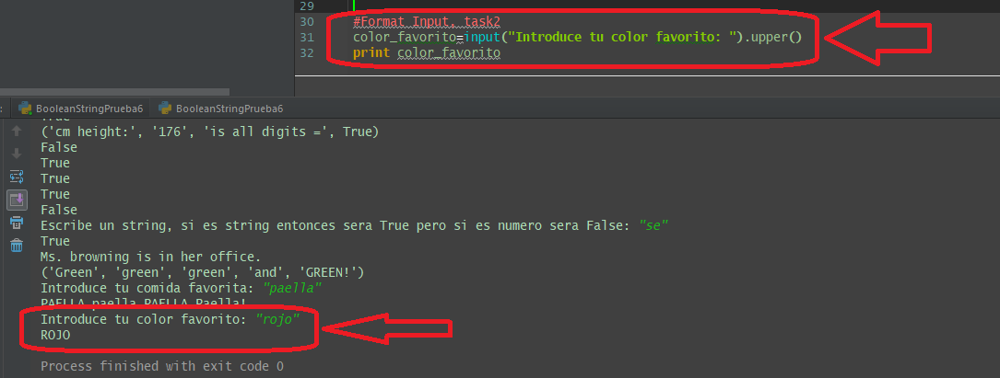 29
30 #Format Input, task2
31 color_favorito=input("Introduce tu color favorito: ").upper()
32 print color_favorito
: BooleanStringPrueba6 BooleanStringPrueba6
True
('cm height:', '176', 'is all digits =', True)
False
True
True
True
False
Escribe un string, si es string entonces sera True pero si es numero sera False: "se"
True
Ms. browning is in her office.
('Green', 'green', 'green', 'and', 'GREEN!')
Introduce tu comida favorita: "paella"
PAELLA paella PAELLA Paella!
Introduce tu color favorito: "rojo"
ROJO
Process finished with exit code 0